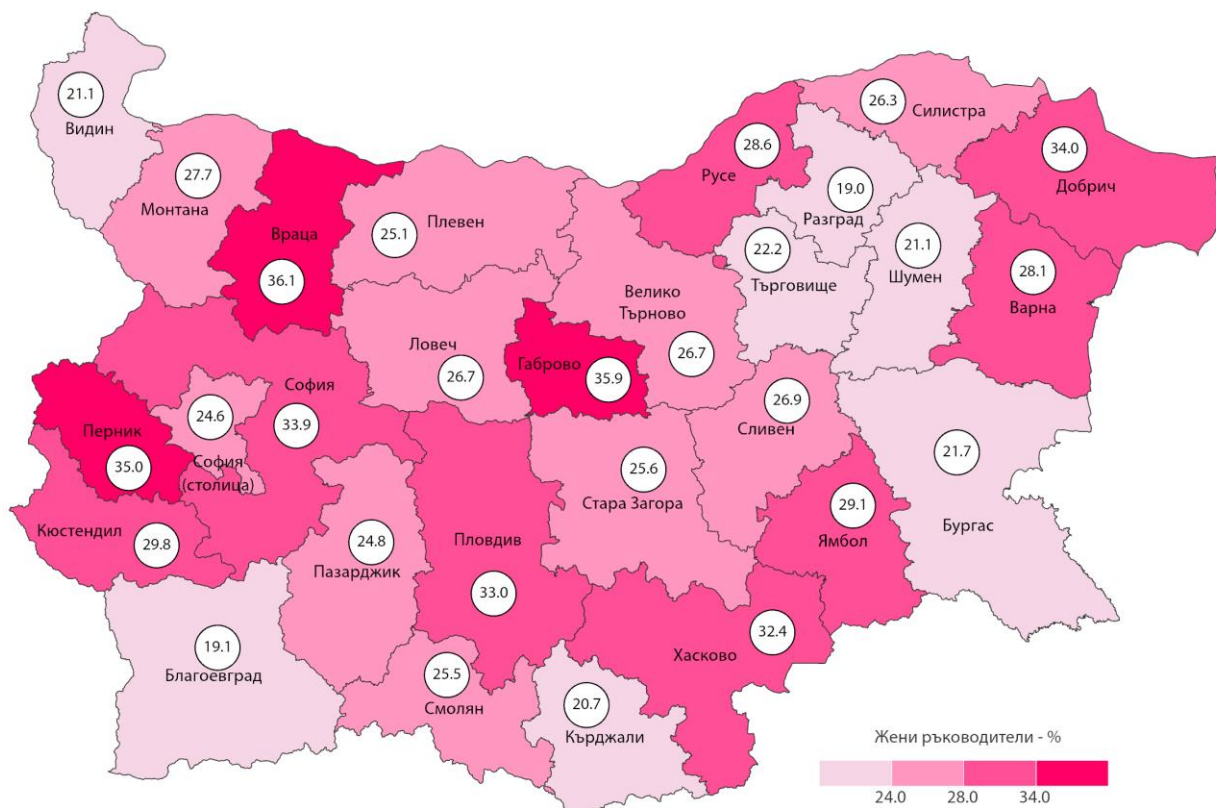 21.1
Видин
27.7
Монтана
Враца
36.1
25.1
Плевен
Ловеч
26.7
Габрово
35.9
Велико
Търново
26.7
28.6
Русе
26.3
Силистра
19.0
Разград
22.2
Търговище
21.1
Шумен
34.0
Добрич
28.1
Варна
София
33.9
24.6
София
(столица)
Перник
35.0
Кюстендил
29.8
24.8
Пазарджик
Пловдив
33.0
25.6
Стара Загора
26.9
Сливен
29.1
Ямбол
21.7
Бургас
19.1
Благоевград
25.5
Смолян
20.7
Кърджали
32.4
Хасково
Жени ръководители - %
24.0 28.0 34.0